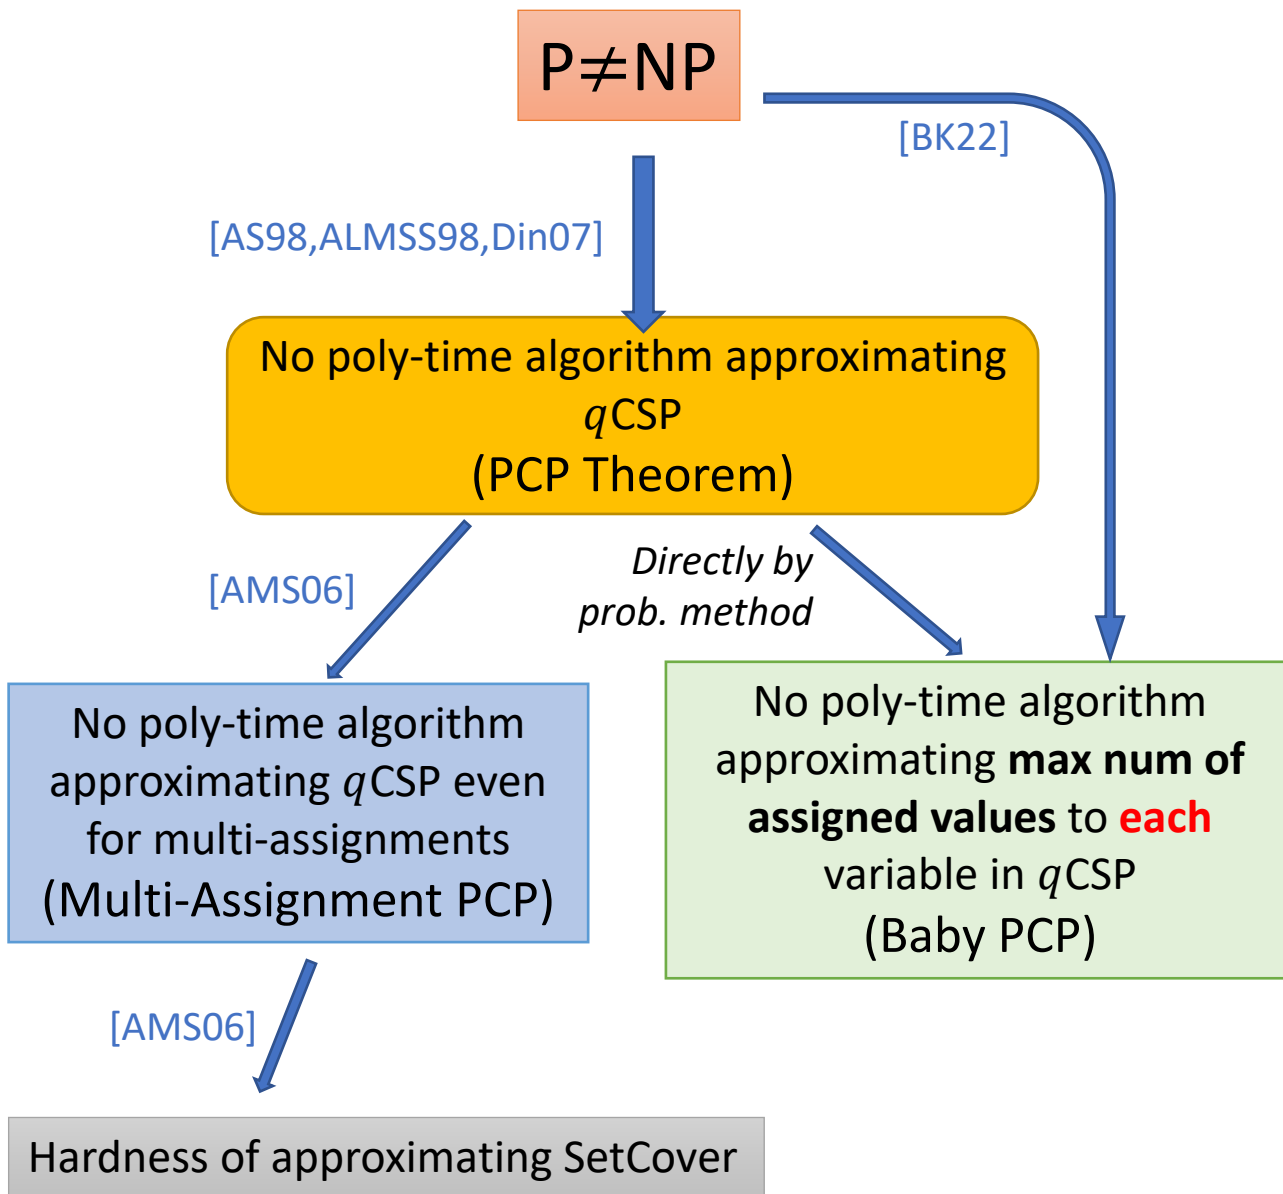 P≠NP
[BK22]
[AS98,ALMSS98,Din07]
No poly-time algorithm approximating
qCSP
(PCP Theorem)
[AMS06]
Directly by
prob. method
No poly-time algorithm
approximating qCSP even
for multi-assignments
(Multi-Assignment PCP)
No poly-time algorithm
approximating max num of
assigned values to each
variable in qCSP
(Baby PCP)
[AMS06]
Hardness of approximating SetCover